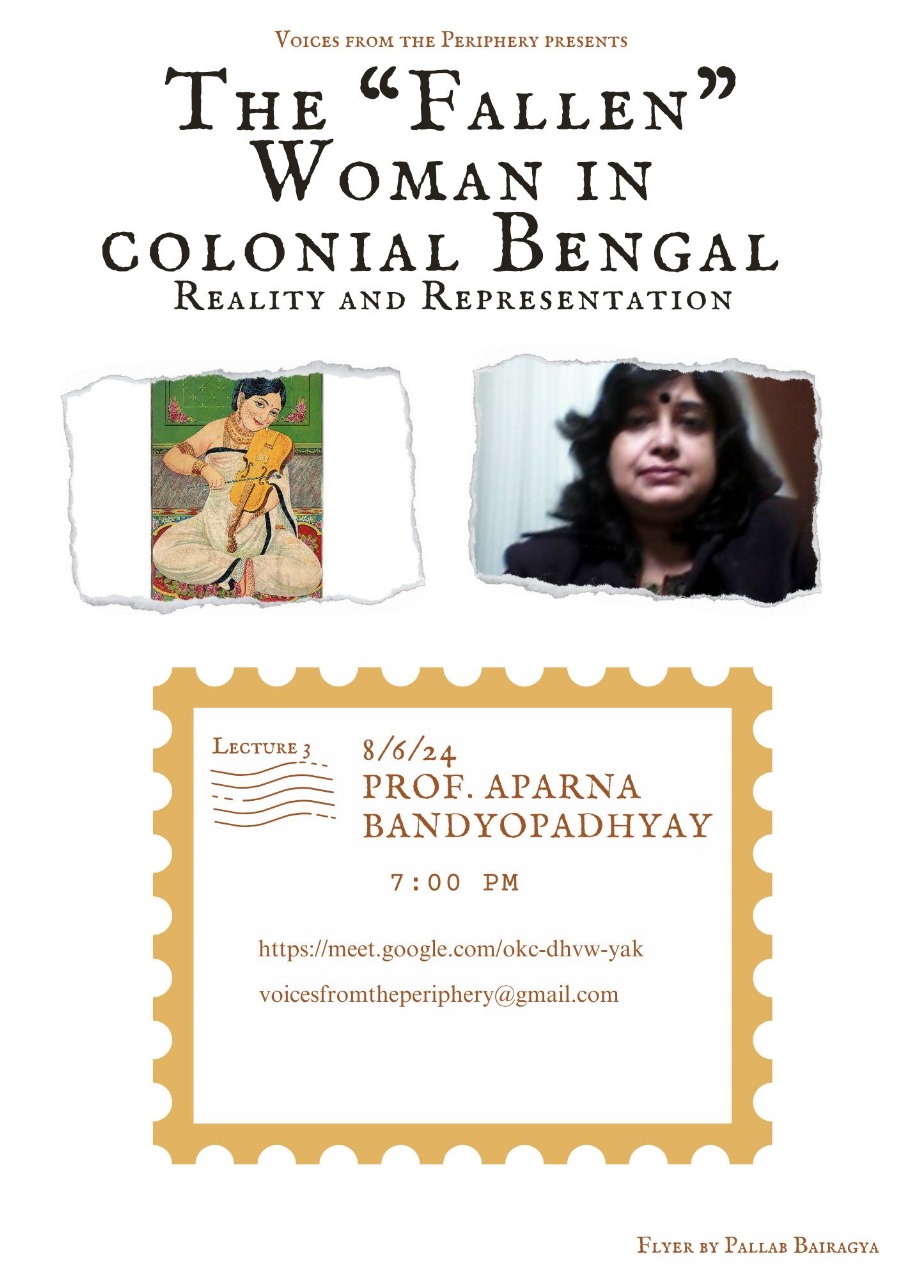 Voices from the Periphery presents
The “Fallen”
Woman in
colonial Bengal
Reality and Representation
Lecture 3
8/6/24
PROF. APARNA
BANDYOPADHYAY
7:00 PM
https://meet.google.com/okc-dhvw-yak
voicesfromtheperiphery@gmail.com
Flyer by Pallab Bairagya